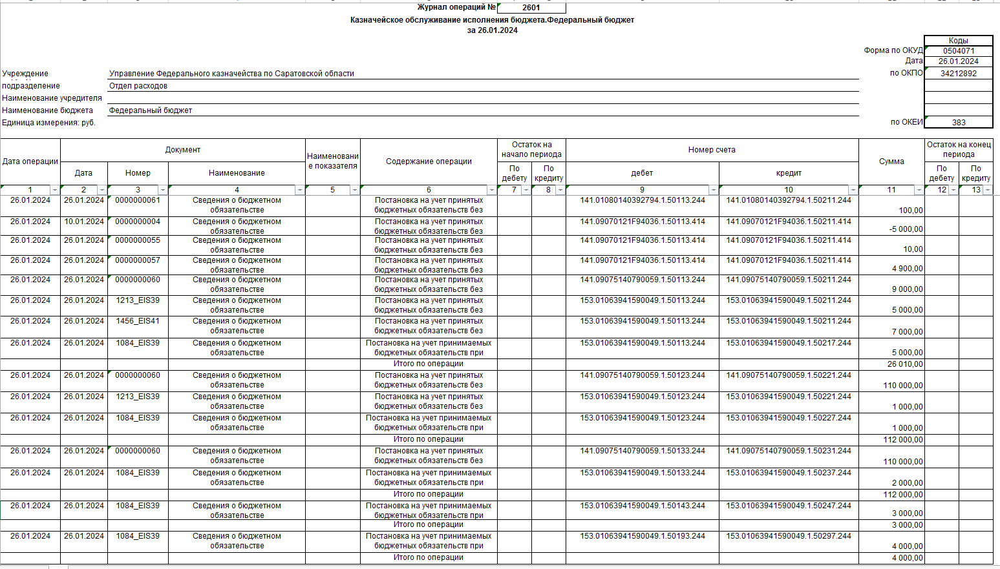 Журнал операций № 2601
Казначейское обслуживание исполнения бюджета.Федеральный бюджет
за 26.01.2024
Коды
Форма по ОКУД 0504071
Дата 26.01.2024
Учреждение Управление Федерального казначейства по Саратовской области по ОКПО 34212892
подразделение Отдел расходов
Наименование учредителя
Наименование бюджета Федеральный бюджет
Единица измерения: руб. по ОКЕИ 383
Дата операции Документ Наименовани Содержание операции Остаток на Номер счета Сумма Остаток на конец
е показателя начало периода периода
Дата Номер Наименование По По дебет кредит По По
дебету кредиту дебету кредиту
1 2 3 4 5 6 7 8 9 10 11 12 13
26.01.2024 26.01.2024 0000000061 Сведения о бюджетном Постановка на учет принятых 141.01080140392794.1.50113.244 141.01080140392794.1.50211.244
обязательстве бюджетных обязательств без 100,00
26.01.2024 10.01.2024 0000000004 Сведения о бюджетном Постановка на учет принятых 141.09070121F94036.1.50113.414 141.09070121F94036.1.50211.414
обязательстве бюджетных обязательств без -5 000,00
26.01.2024 26.01.2024 0000000055 Сведения о бюджетном Постановка на учет принятых 141.09070121F94036.1.50113.414 141.09070121F94036.1.50211.414
обязательстве бюджетных обязательств без 10,00
26.01.2024 26.01.2024 0000000057 Сведения о бюджетном Постановка на учет принятых 141.09070121F94036.1.50113.414 141.09070121F94036.1.50211.414
обязательстве бюджетных обязательств без 4 900,00
26.01.2024 26.01.2024 0000000060 Сведения о бюджетном Постановка на учет принятых 141.09075140790059.1.50113.244 141.09075140790059.1.50211.244
обязательстве бюджетных обязательств без 9 000,00
26.01.2024 26.01.2024 1213_EIS39 Сведения о бюджетном Постановка на учет принятых 153.01063941590049.1.50113.244 153.01063941590049.1.50211.244
обязательстве бюджетных обязательств без 5 000,00
26.01.2024 26.01.2024 1456_EIS41 Сведения о бюджетном Постановка на учет принятых 153.01063941590049.1.50113.244 153.01063941590049.1.50211.244
обязательстве бюджетных обязательств без 7 000,00
26.01.2024 26.01.2024 1084_EIS39 Сведения о бюджетном Постановка на учет принимаемых 153.01063941590049.1.50113.244 153.01063941590049.1.50217.244
обязательстве бюджетных обязательств при 5 000,00
Итого по операции 26 010,00
26.01.2024 26.01.2024 0000000060 Сведения о бюджетном Постановка на учет принятых 141.09075140790059.1.50123.244 141.09075140790059.1.50221.244
обязательстве бюджетных обязательств без 110 000,00
26.01.2024 26.01.2024 1213_EIS39 Сведения о бюджетном Постановка на учет принятых 153.01063941590049.1.50123.244 153.01063941590049.1.50221.244
обязательстве бюджетных обязательств без 1 000,00
26.01.2024 26.01.2024 1084_EIS39 Сведения о бюджетном Постановка на учет принимаемых 153.01063941590049.1.50123.244 153.01063941590049.1.50227.244
обязательстве бюджетных обязательств при 1 000,00
Итого по операции 112 000,00
26.01.2024 26.01.2024 0000000060 Сведения о бюджетном Постановка на учет принятых 141.09075140790059.1.50133.244 141.09075140790059.1.50231.244
обязательстве бюджетных обязательств без 110 000,00
26.01.2024 26.01.2024 1084_EIS39 Сведения о бюджетном Постановка на учет принимаемых 153.01063941590049.1.50133.244 153.01063941590049.1.50237.244
обязательстве бюджетных обязательств при 2 000,00
Итого по операции 112 000,00
26.01.2024 26.01.2024 1084_EIS39 Сведения о бюджетном Постановка на учет принимаемых 153.01063941590049.1.50143.244 153.01063941590049.1.50247.244
обязательстве бюджетных обязательств при 3 000,00
Итого по операции 3 000,00
26.01.2024 26.01.2024 1084_EIS39 Сведения о бюджетном Постановка на учет принимаемых 153.01063941590049.1.50193.244 153.01063941590049.1.50297.244
обязательстве бюджетных обязательств при 4 000,00
Итого по операции 4 000,00